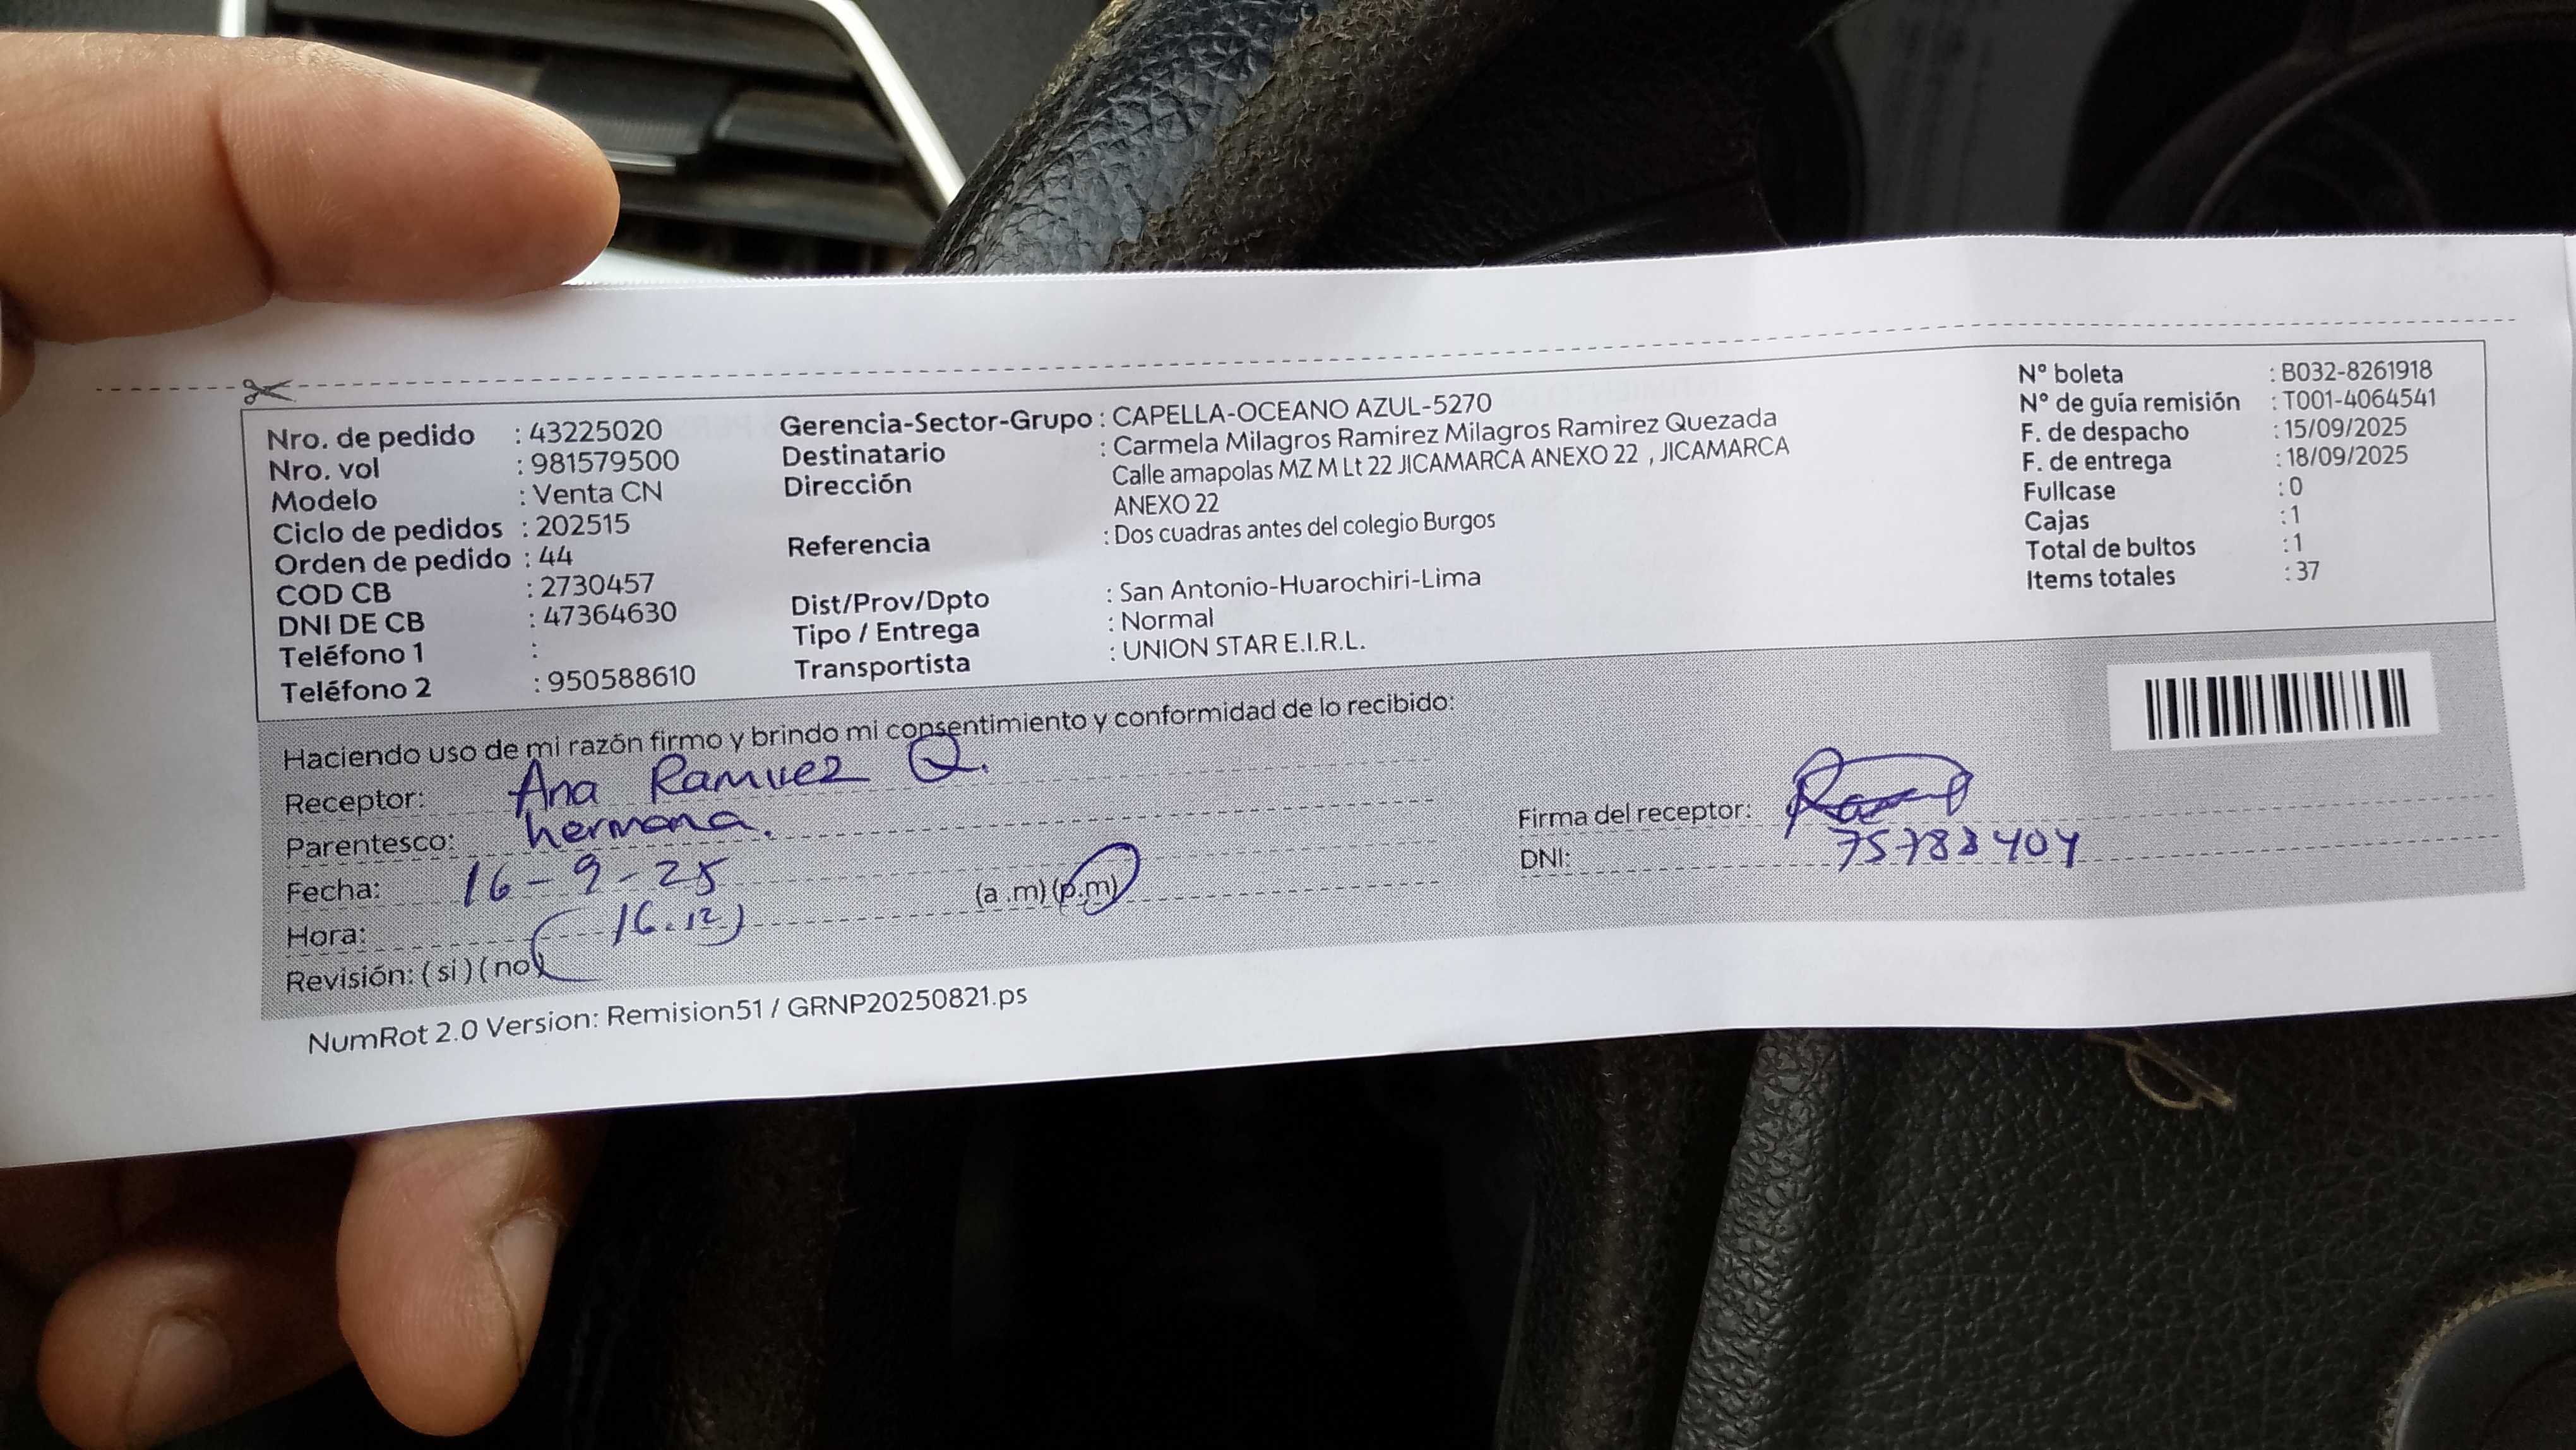 Nro. de pedido : 43225020
Nro. vol : 981579500
Modelo : Venta CN
Ciclo de pedidos : 202515
Orden de pedido : 44
COD CB : 2730457
DNI DE CB : 47364630
Teléfono 1 :
Teléfono 2 : 950588610
Gerencia-Sector-Grupo : CAPELLA-OCEANO AZUL-5270
Destinatario : Carmela Milagros Ramirez Milagros Ramirez Quezada
Dirección Calle amapolas MZ M Lt 22 JICAMARCA ANEXO 22 , JICAMARCA
ANEXO 22
Referencia : Dos cuadras antes del colegio Burgos
Dist/Prov/Dpto : San Antonio-Huarochiri-Lima
Tipo / Entrega : Normal
Transportista : UNION STAR E.I.R.L.
N° boleta : B032-8261918
N° de guía remisión : T001-4064541
F. de despacho : 15/09/2025
F. de entrega : 18/09/2025
Fullcase : 0
Cajas : 1
Total de bultos : 1
Items totales : 37
Haciendo uso de mi razón firmo y brindo mi consentimiento y conformidad de lo recibido:
Receptor: Ana Ramirez Q.
Parentesco: hermana.
Fecha: 16-9-25
Hora: 16.12 (a .m) (p.m)
Revisión: (si) (no)
Firma del receptor:
DNI: 75788404
NumRot 2.0 Version: Remision51 / GRNP20250821.ps